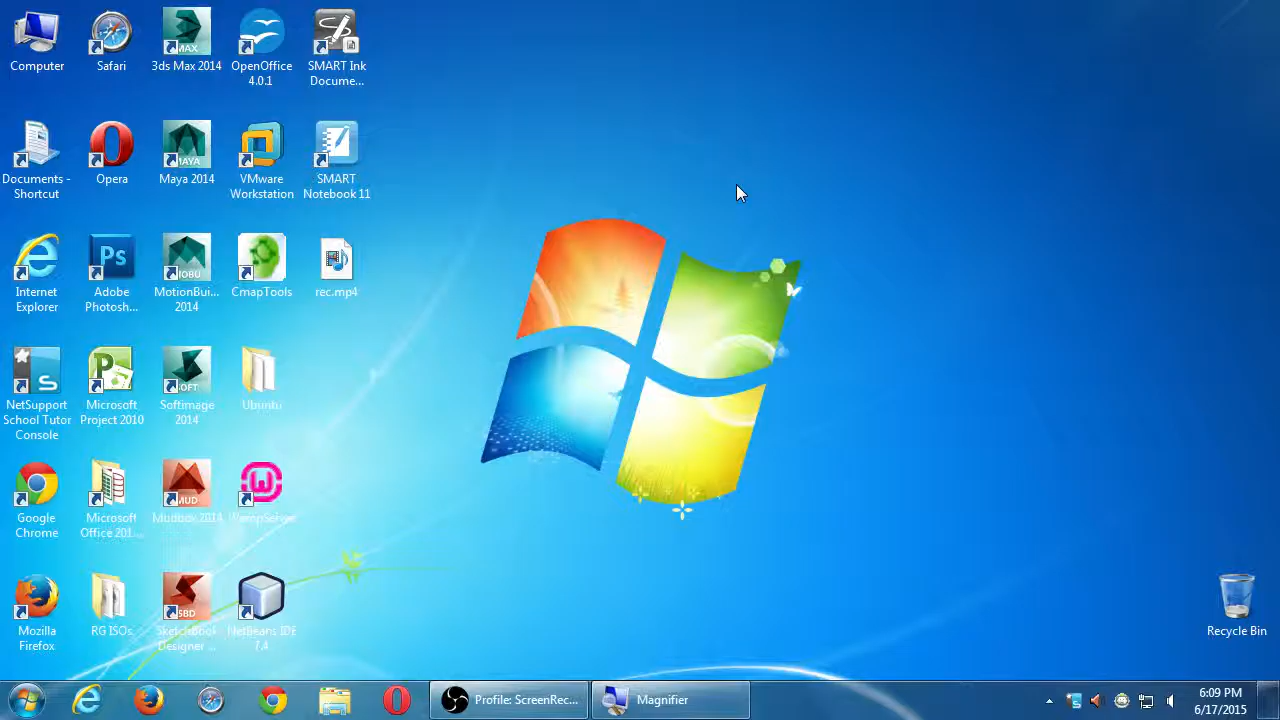 Computer
Safari
3ds Max 2014
OpenOffice
4.0.1
SMART Ink
Docume...
Documents -
Shortcut
Opera
Maya 2014
VMware
Workstation
SMART
Notebook 11
Internet
Explorer
Adobe
Photosh...
MotionBui...
2014
CmapTools
rec.mp4
NetSupport
School Tutor
Console
Microsoft
Project 2010
Softimage
2014
Ubuntu
Google
Chrome
Microsoft
Office 201...
Mudbox 2014
WampServer
Mozilla
Firefox
RG ISOs
SketchBook
Designer ...
NetBeans IDE
7.4
Recycle Bin
Profile: ScreenRec...
Magnifier
6:09 PM
6/17/2015